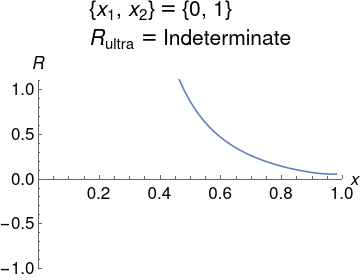 {x₁, x₂} = {0, 1}
R_ultra = Indeterminate
R
1.0
0.5
0.0
−0.5
−1.0
0.2 0.4 0.6 0.8 1.0 x